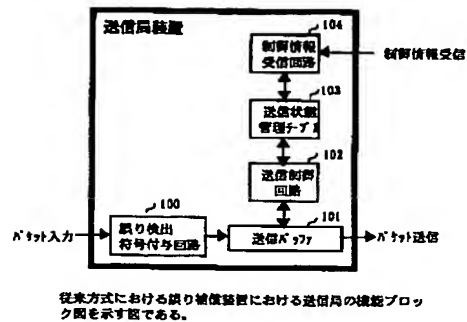 送信局装置
104
制御情報
受信回路
制御情報受信
103
送信状態
管理テーブル
102
送信制御
回路
100
101
パケット入力
誤り検出
符号付与回路
送信バッファ
パケット送信
従来方式における誤り補償装置における送信局の機能ブロッ
ク図を示す図である。